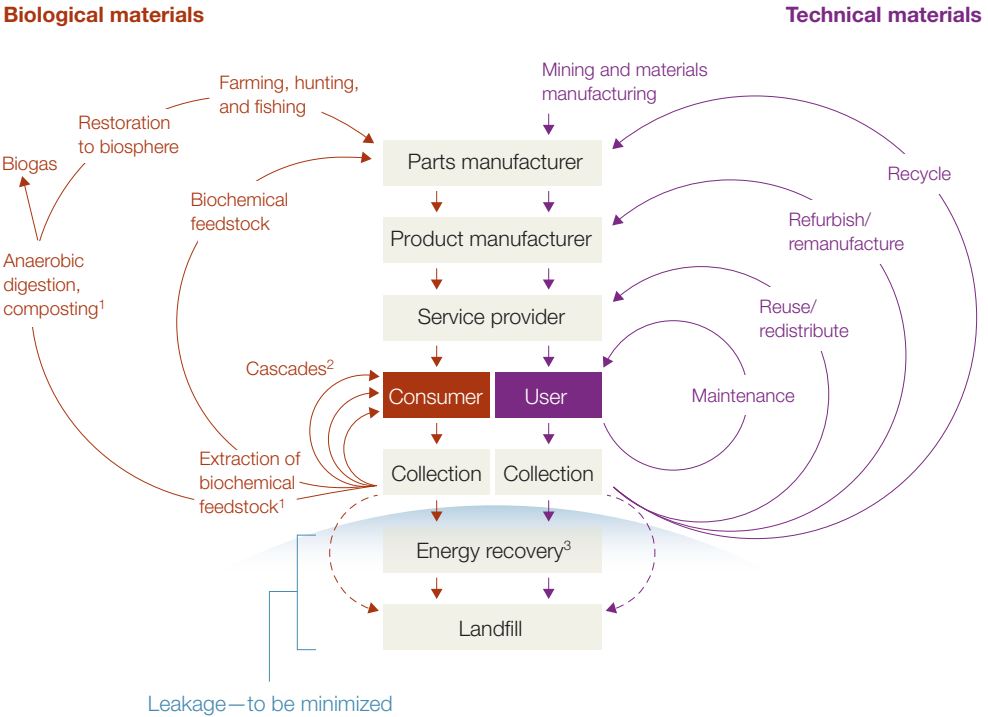 Biological materials
Technical materials
Farming, hunting,
and fishing
Mining and materials
manufacturing
Restoration
to biosphere
Biogas
Parts manufacturer
Recycle
Biochemical
feedstock
Refurbish/
remanufacture
Product manufacturer
Anaerobic
digestion,
composting¹
Service provider
Reuse/
redistribute
Cascades²
Consumer
User
Maintenance
Extraction of
biochemical
feedstock¹
Collection
Collection
Energy recovery³
Landfill
Leakage—to be minimized